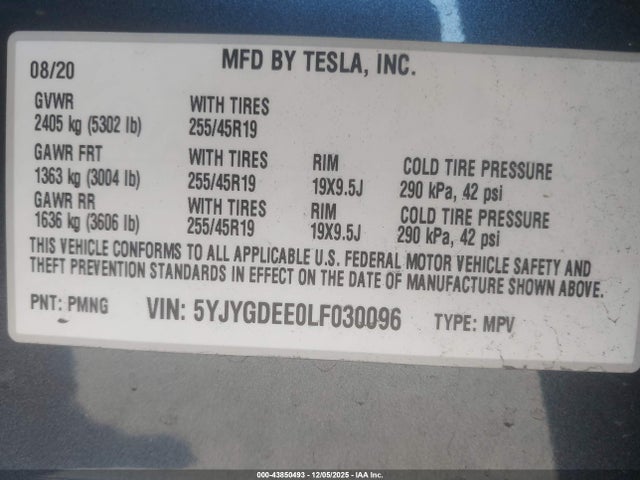 MFD BY TESLA, INC.
08/20
GVWR WITH TIRES
2405 kg (5302 lb) 255/45R19
GAWR FRT WITH TIRES RIM COLD TIRE PRESSURE
1363 kg (3004 lb) 255/45R19 19X9.5J 290 kPa, 42 psi
GAWR RR WITH TIRES RIM COLD TIRE PRESSURE
1636 kg (3606 lb) 255/45R19 19X9.5J 290 kPa, 42 psi
THIS VEHICLE CONFORMS TO ALL APPLICABLE U.S. FEDERAL MOTOR VEHICLE SAFETY AND
THEFT PREVENTION STANDARDS IN EFFECT ON THE DATE OF MANUFACTURE SHOWN ABOVE.
PNT: PMNG VIN: 5YJYGDEE0LF030096 TYPE: MPV
000-43850493 - 12/05/2025 - IAA Inc.